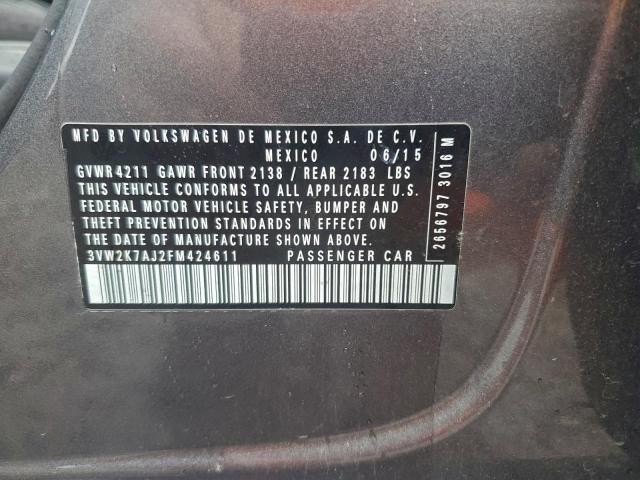 MFD BY VOLKSWAGEN DE MEXICO S.A. DE C.V.
MEXICO 06/15
GVWR4211 GAWR FRONT 2138 / REAR 2183 LBS
THIS VEHICLE CONFORMS TO ALL APPLICABLE U.S.
FEDERAL MOTOR VEHICLE SAFETY, BUMPER AND
THEFT PREVENTION STANDARDS IN EFFECT ON
THE DATE OF MANUFACTURE SHOWN ABOVE.
3VW2K7AJ2FM424611 PASSENGER CAR
2656797 3016 M